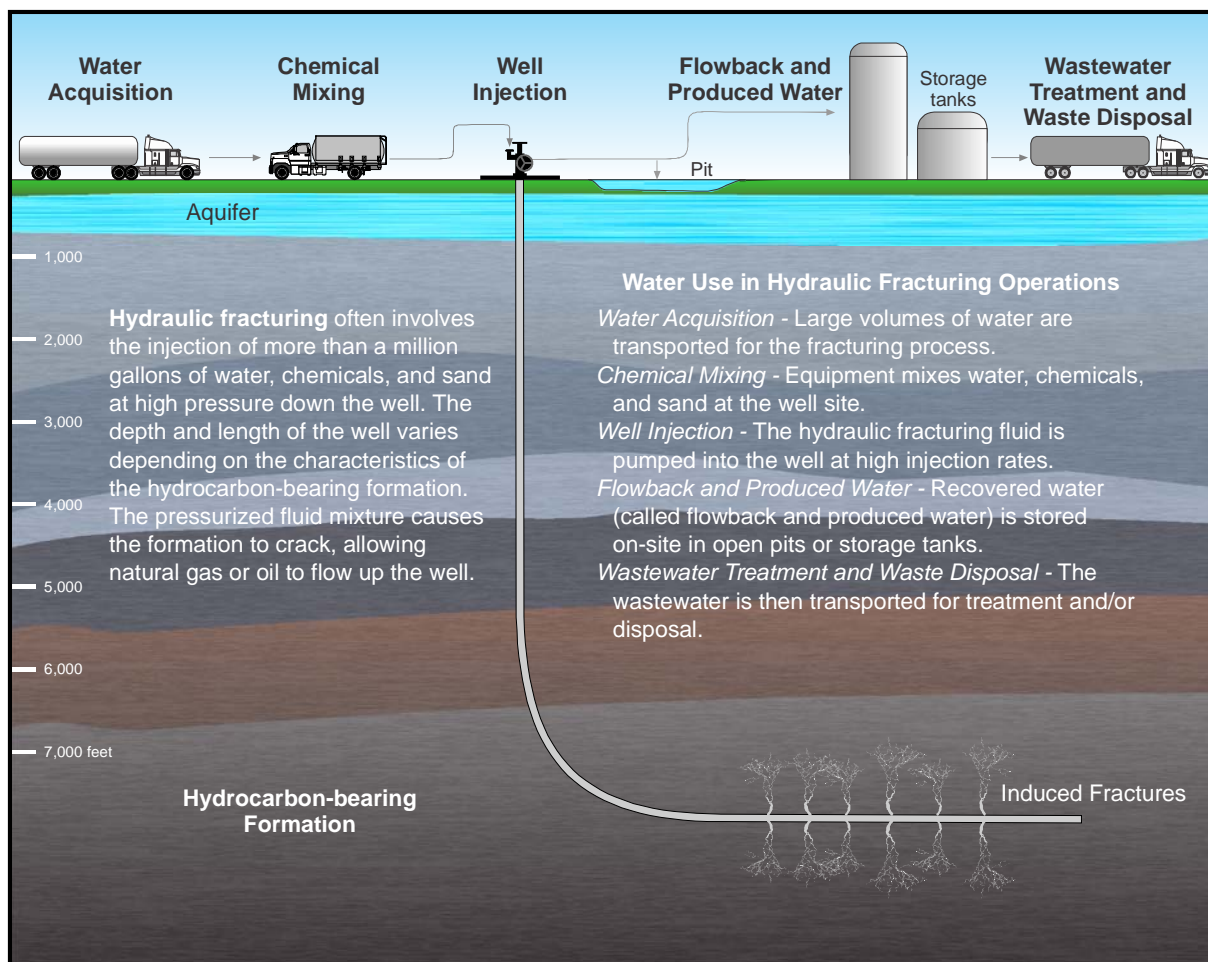 Water
Acquisition
Chemical
Mixing
Well
Injection
Flowback and
Produced Water
Storage
tanks
Wastewater
Treatment and
Waste Disposal
Pit
Aquifer
1,000
2,000
3,000
4,000
5,000
6,000
7,000 feet
Hydraulic fracturing often involves
the injection of more than a million
gallons of water, chemicals, and sand
at high pressure down the well. The
depth and length of the well varies
depending on the characteristics of
the hydrocarbon-bearing formation.
The pressurized fluid mixture causes
the formation to crack, allowing
natural gas or oil to flow up the well.
Water Use in Hydraulic Fracturing Operations
Water Acquisition - Large volumes of water are
transported for the fracturing process.
Chemical Mixing - Equipment mixes water, chemicals,
and sand at the well site.
Well Injection - The hydraulic fracturing fluid is
pumped into the well at high injection rates.
Flowback and Produced Water - Recovered water
(called flowback and produced water) is stored
on-site in open pits or storage tanks.
Wastewater Treatment and Waste Disposal - The
wastewater is then transported for treatment and/or
disposal.
Hydrocarbon-bearing
Formation
Induced Fractures